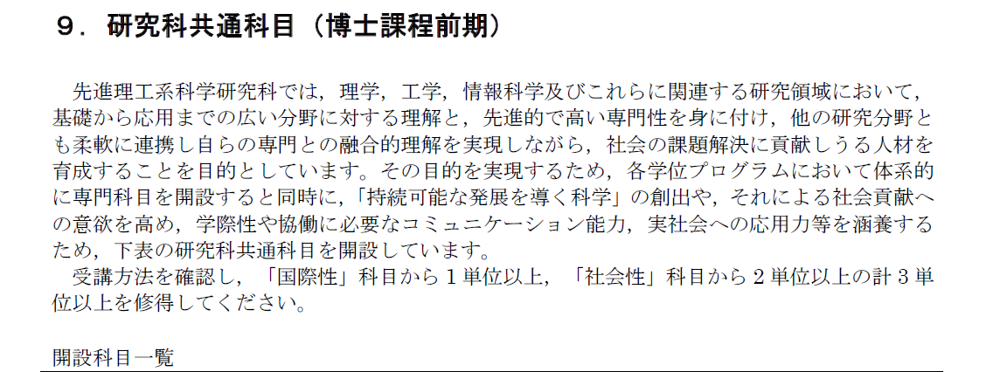 ９．研究科共通科目（博士課程前期）
先進理工系科学研究科では，理学，工学，情報科学及びこれらに関連する研究領域において，
基礎から応用までの広い分野に対する理解と，先進的で高い専門性を身に付け，他の研究分野と
も柔軟に連携し自らの専門との融合的理解を実現しながら，社会の課題解決に貢献しうる人材を
育成することを目的としています。その目的を実現するため，各学位プログラムにおいて体系的
に専門科目を開設すると同時に，「持続可能な発展を導く科学」の創出や，それによる社会貢献へ
の意欲を高め，学際性や協働に必要なコミュニケーション能力，実社会への応用力等を涵養する
ため，下表の研究科共通科目を開設しています。
受講方法を確認し，「国際性」科目から１単位以上，「社会性」科目から２単位以上の計３単
位以上を修得してください。
開設科目一覧